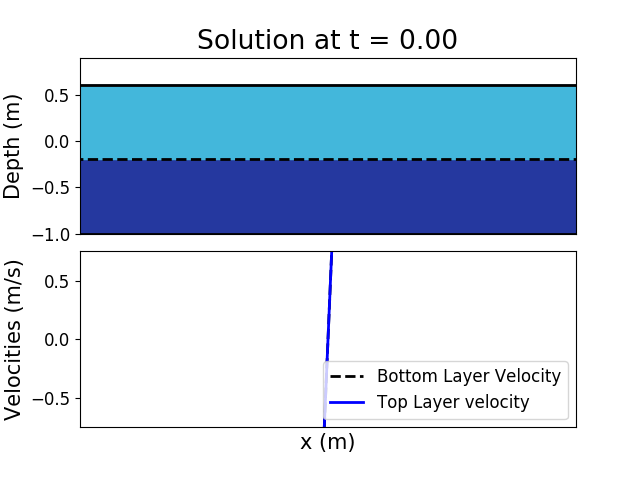 Solution at t = 0.00
Depth (m)
0.5
0.0
−0.5
−1.0
Velocities (m/s)
0.5
0.0
−0.5
Bottom Layer Velocity
Top Layer velocity
x (m)